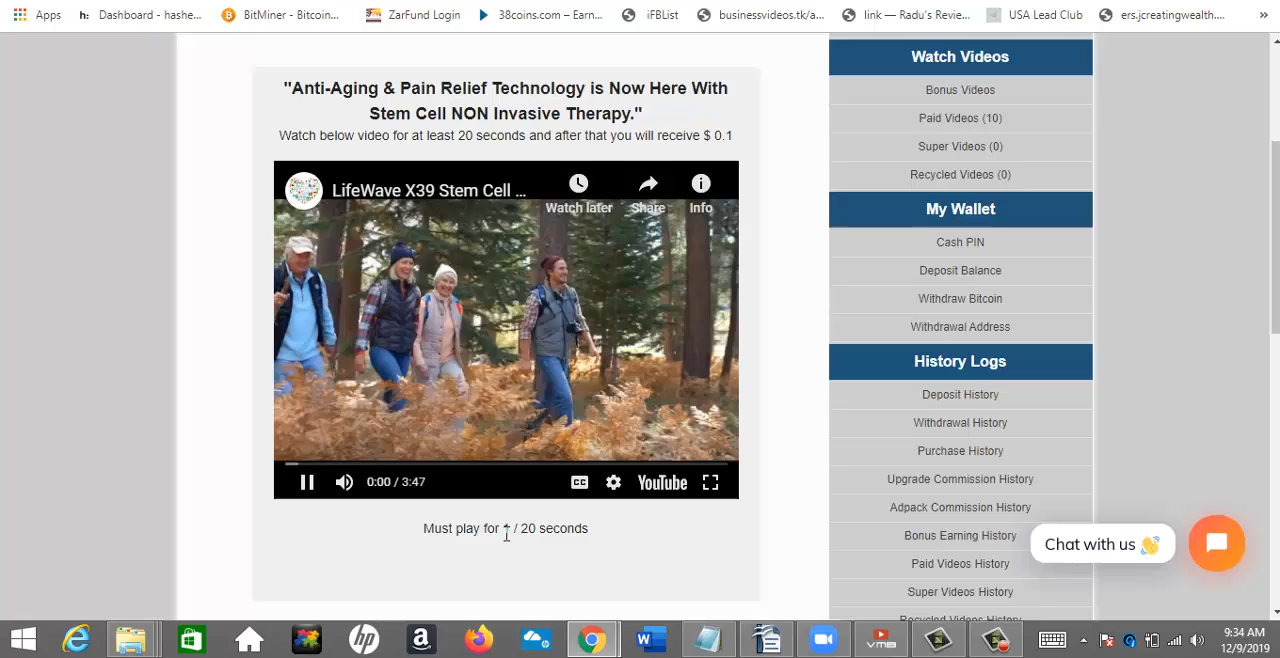 Apps
Dashboard - hashe...
BitMiner - Bitcoin...
ZarFund Login
38coins.com – Earn...
iFBList
businessvideos.tk/a...
link — Radu's Revie...
USA Lead Club
ers.jcreatingwealth....
»
"Anti-Aging & Pain Relief Technology is Now Here With
Stem Cell NON Invasive Therapy."
Watch below video for at least 20 seconds and after that you will receive $ 0.1
LifeWave X39 Stem Cell ...
Watch later
Share
Info
0:00 / 3:47
CC
YouTube
Must play for / 20 seconds
Watch Videos
Bonus Videos
Paid Videos (10)
Super Videos (0)
Recycled Videos (0)
My Wallet
Cash PIN
Deposit Balance
Withdraw Bitcoin
Withdrawal Address
History Logs
Deposit History
Withdrawal History
Purchase History
Upgrade Commission History
Adpack Commission History
Bonus Earning History
Paid Videos History
Super Videos History
Recycled Videos History
Chat with us 👋
9:34 AM
12/9/2019